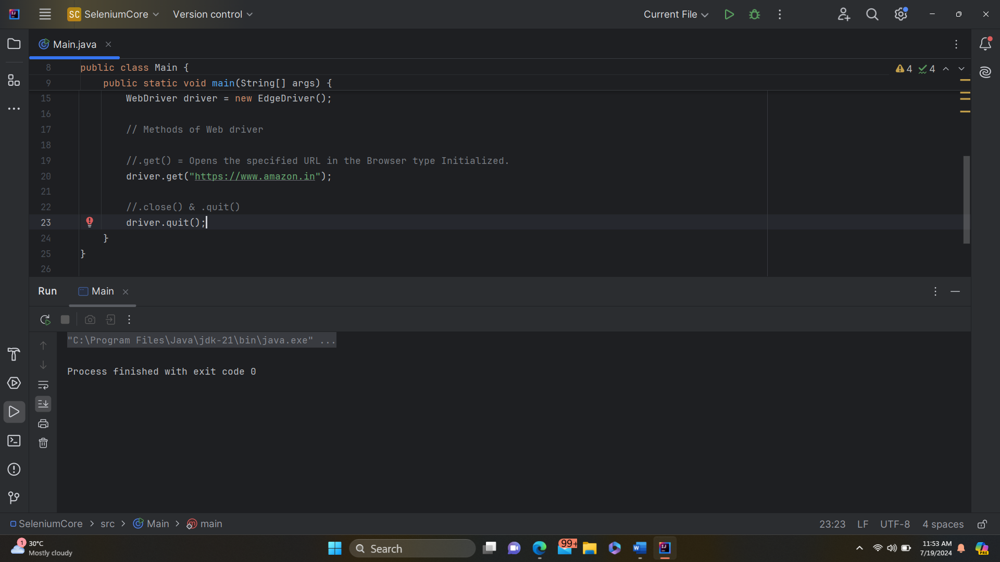 SC SeleniumCore Version control Current File
Main.java
8 public class Main {
4 4
9 public static void main(String[] args) {
15 WebDriver driver = new EdgeDriver();
16
17 // Methods of Web driver
18
19 //.get() = Opens the specified URL in the Browser type Initialized.
20 driver.get("https://www.amazon.in");
21
22 //.close() & .quit()
23 driver.quit();
24 }
25 }
26
Run Main
"C:\Program Files\Java\jdk-21\bin\java.exe" ...
Process finished with exit code 0
SeleniumCore > src > Main > main 23:23 LF UTF-8 4 spaces
1 30°C
Mostly cloudy
Search
99+
11:53 AM
7/19/2024
PRE